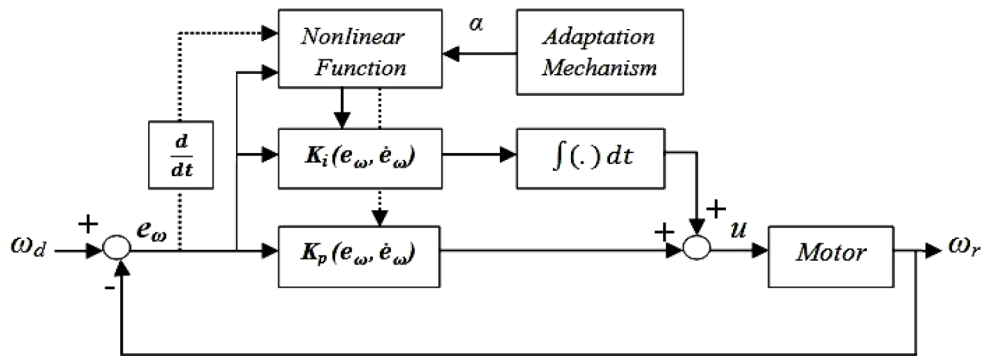 Nonlinear
Function
α
Adaptation
Mechanism
d
dt
K_i(e_ω, ė_ω)
∫(.) dt
+
+
ω_d
e_ω
K_p(e_ω, ė_ω)
+
u
Motor
ω_r
-